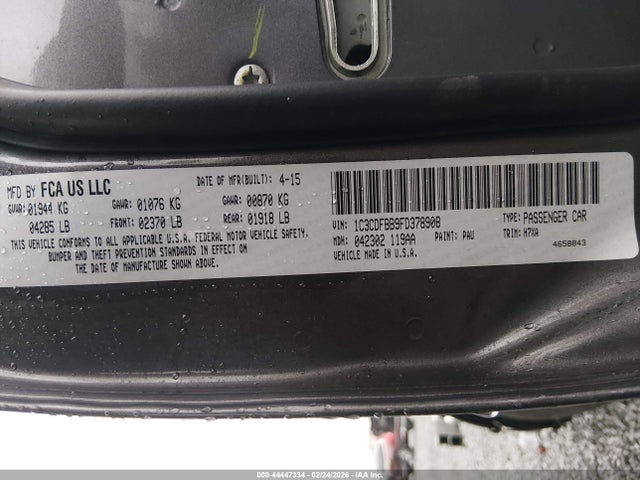 MFD BY FCA US LLC DATE OF MFR(BUILT): 4-15
GVWR: 01944 KG GAWR: 01076 KG GAWR: 00870 KG
04285 LB FRONT: 02370 LB REAR: 01918 LB
THIS VEHICLE CONFORMS TO ALL APPLICABLE U.S.A. FEDERAL MOTOR VEHICLE SAFETY,
BUMPER AND THEFT PREVENTION STANDARDS IN EFFECT ON
THE DATE OF MANUFACTURE SHOWN ABOVE.
VIN: 1C3CDFBB9FD378908 TYPE: PASSENGER CAR
MDH: 042302 119AA PAINT: PAU TRIM: H7XA
VEHICLE MADE IN U.S.A. 4658843
000-44447334 - 02/24/2026 - IAA Inc.